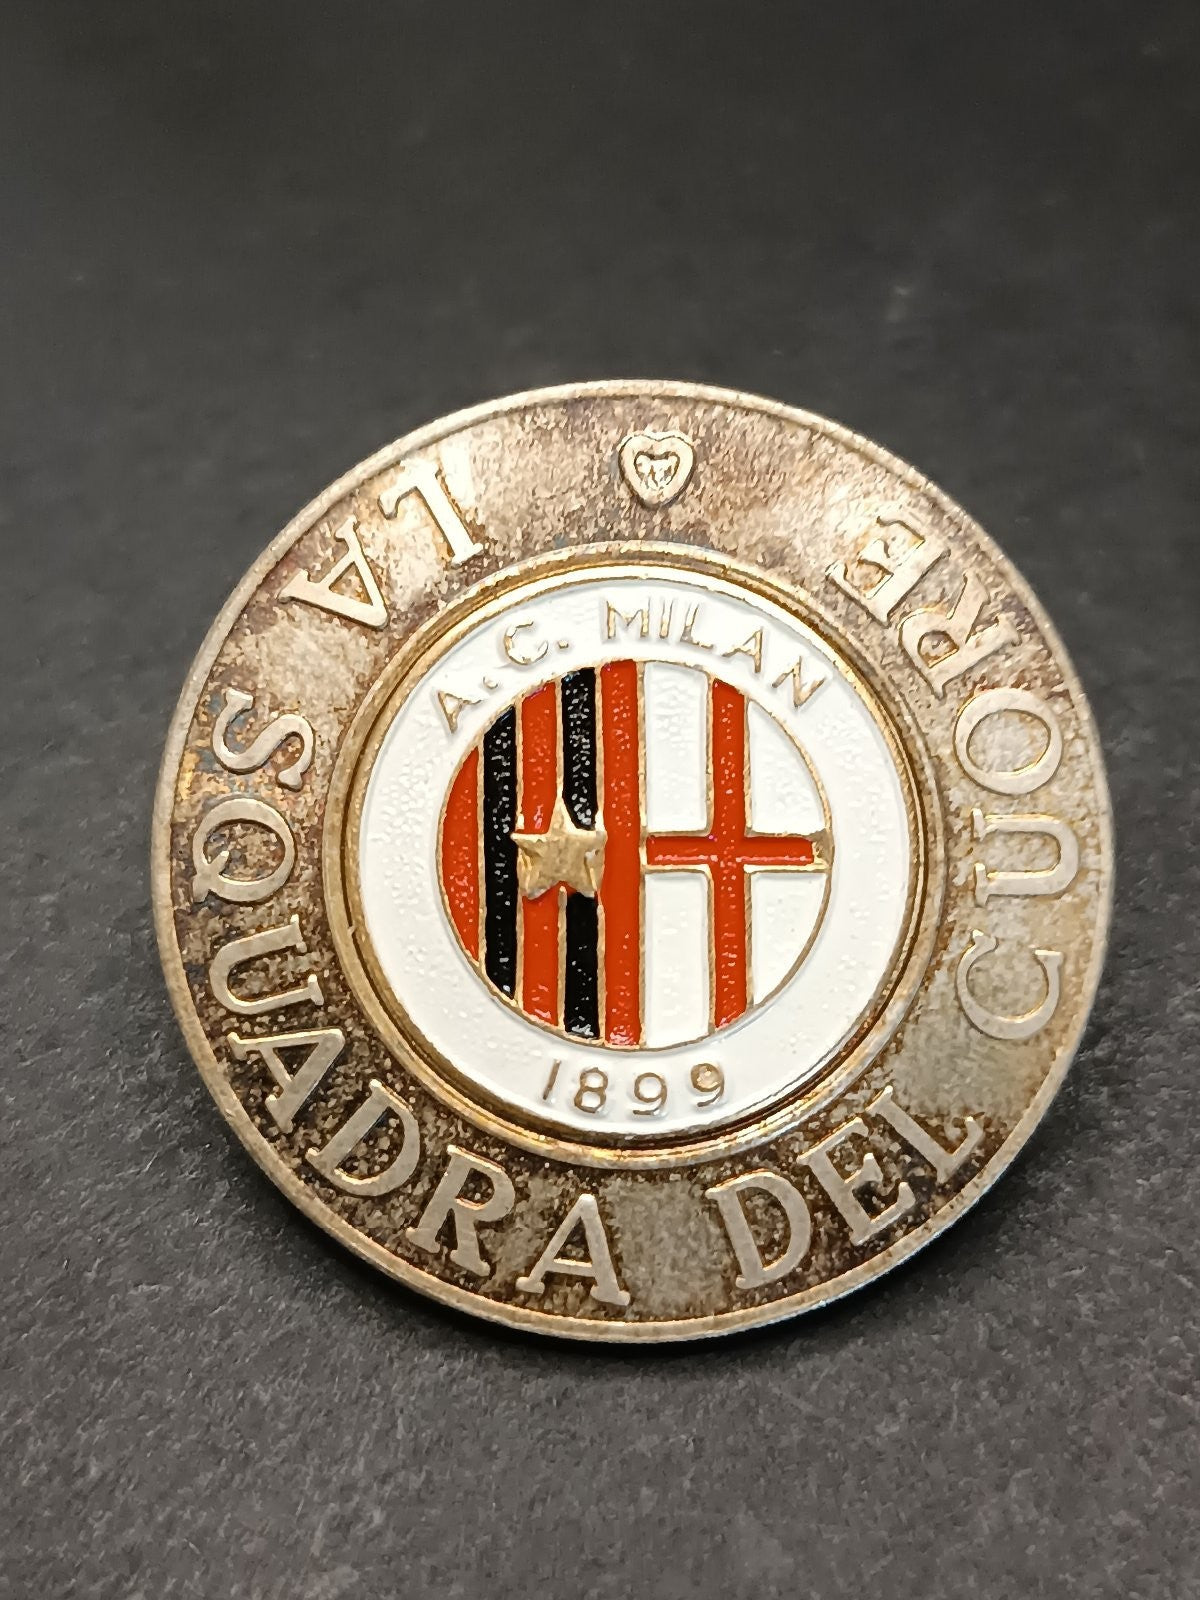 LA SQUADRA DEL CUORE
A.C. MILAN
1899